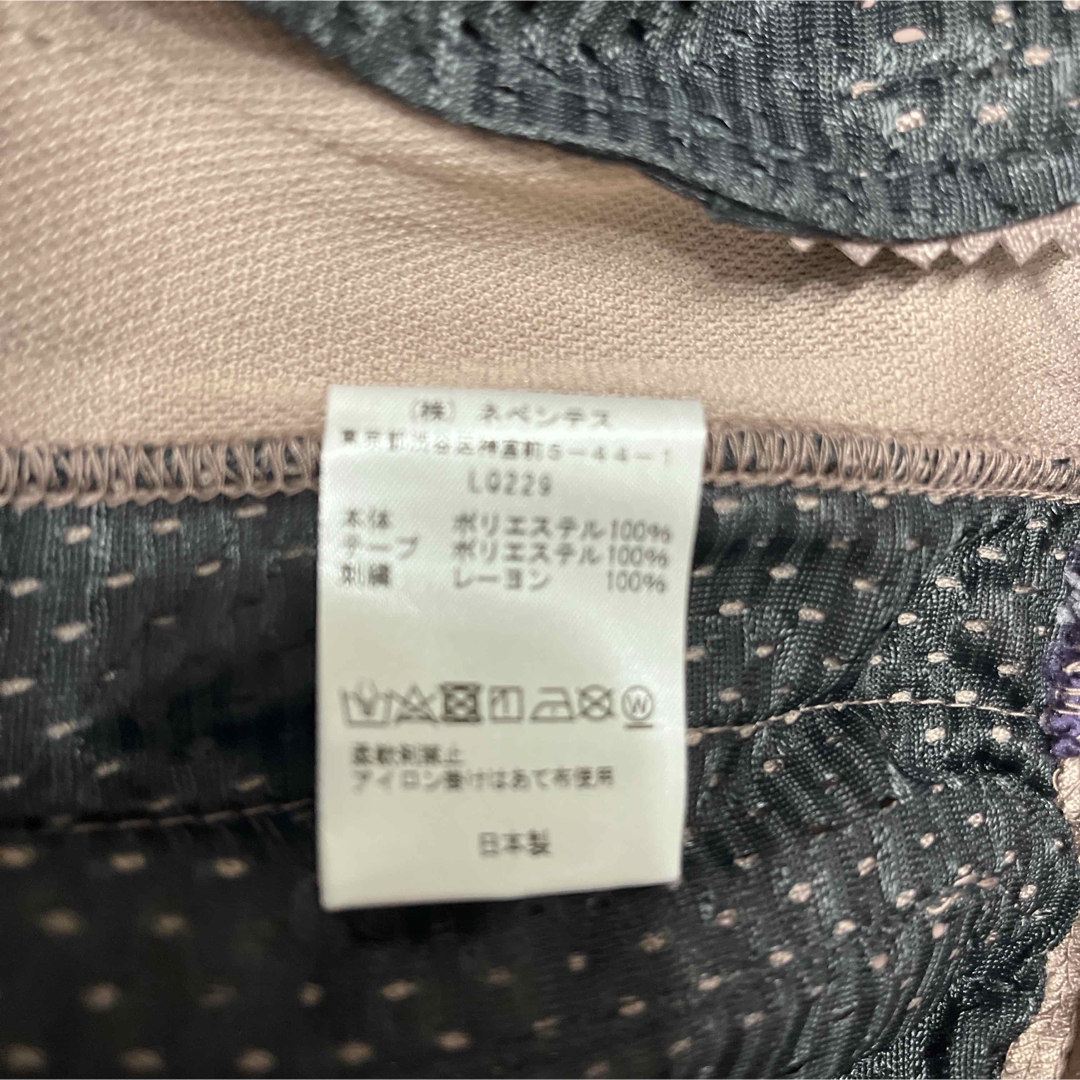 (株) ネペンテス
東京都渋谷区神宮前5-44-1
LQ229
本体 ポリエステル100%
テープ ポリエステル100%
刺繍 レーヨン 100%
W
柔軟剤禁止
アイロン掛けはあて布使用
日本製